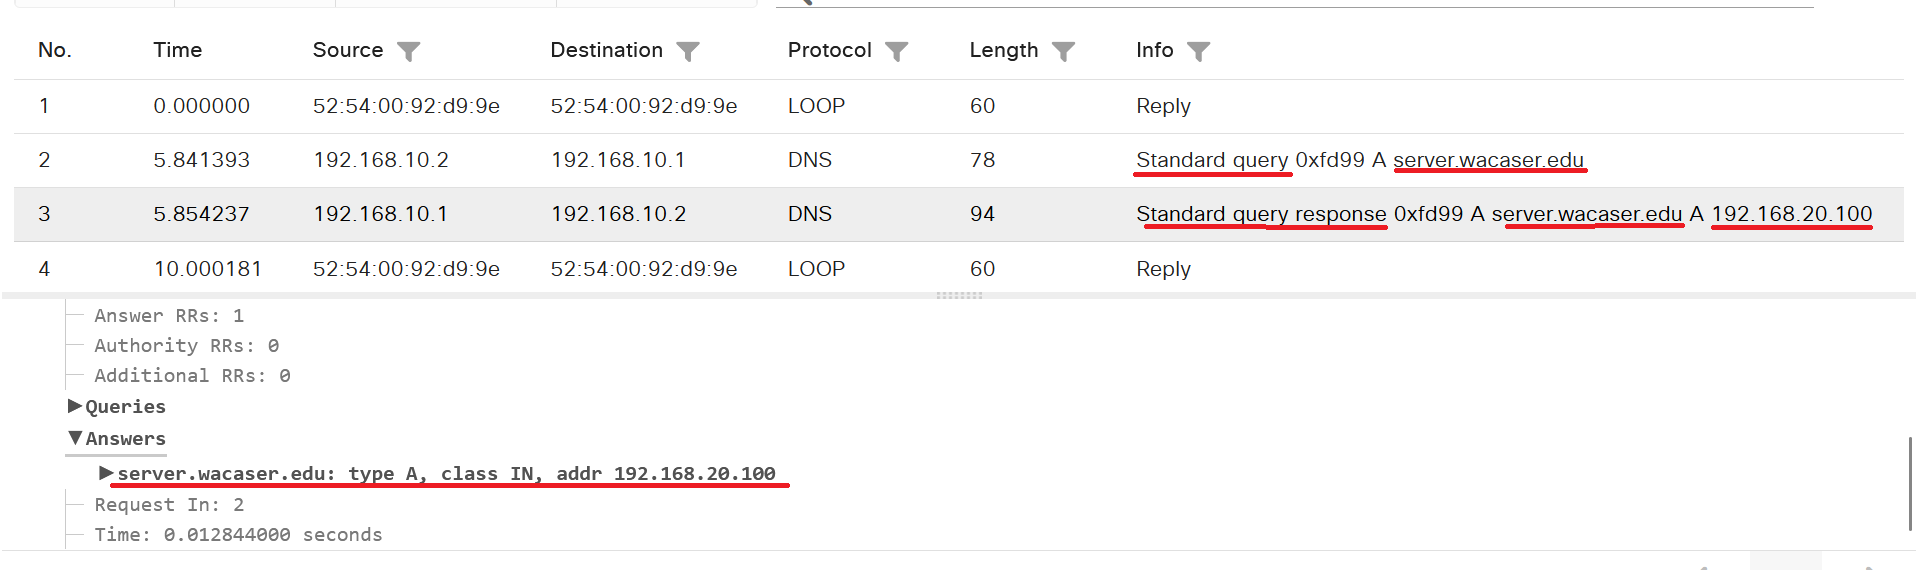 No. Time Source Destination Protocol Length Info
1 0.000000 52:54:00:92:d9:9e 52:54:00:92:d9:9e LOOP 60 Reply
2 5.841393 192.168.10.2 192.168.10.1 DNS 78 Standard query 0xfd99 A server.wacaser.edu
3 5.854237 192.168.10.1 192.168.10.2 DNS 94 Standard query response 0xfd99 A server.wacaser.edu A 192.168.20.100
4 10.000181 52:54:00:92:d9:9e 52:54:00:92:d9:9e LOOP 60 Reply
Answer RRs: 1
Authority RRs: 0
Additional RRs: 0
Queries
Answers
server.wacaser.edu: type A, class IN, addr 192.168.20.100
Request In: 2
Time: 0.012844000 seconds